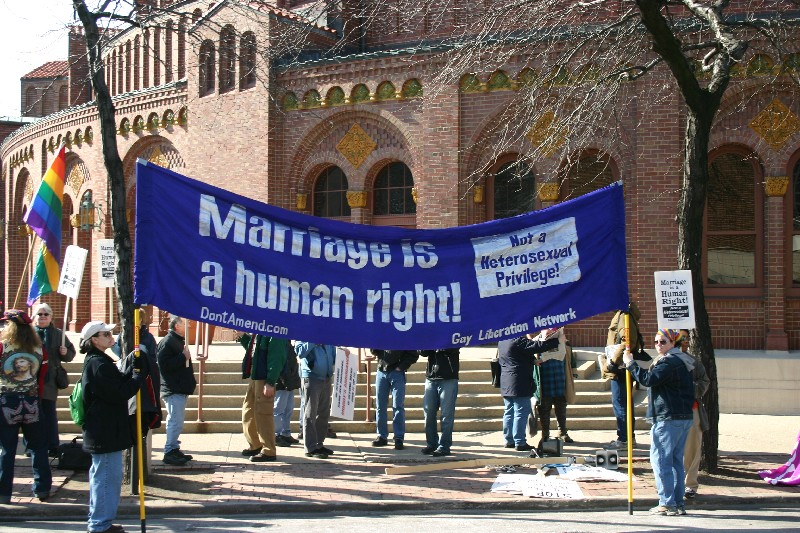 Marriage is
a human right!
Not a
Heterosexual
Privilege!
DontAmend.com
Gay Liberation Network
Marriage is
a
Human
Right!